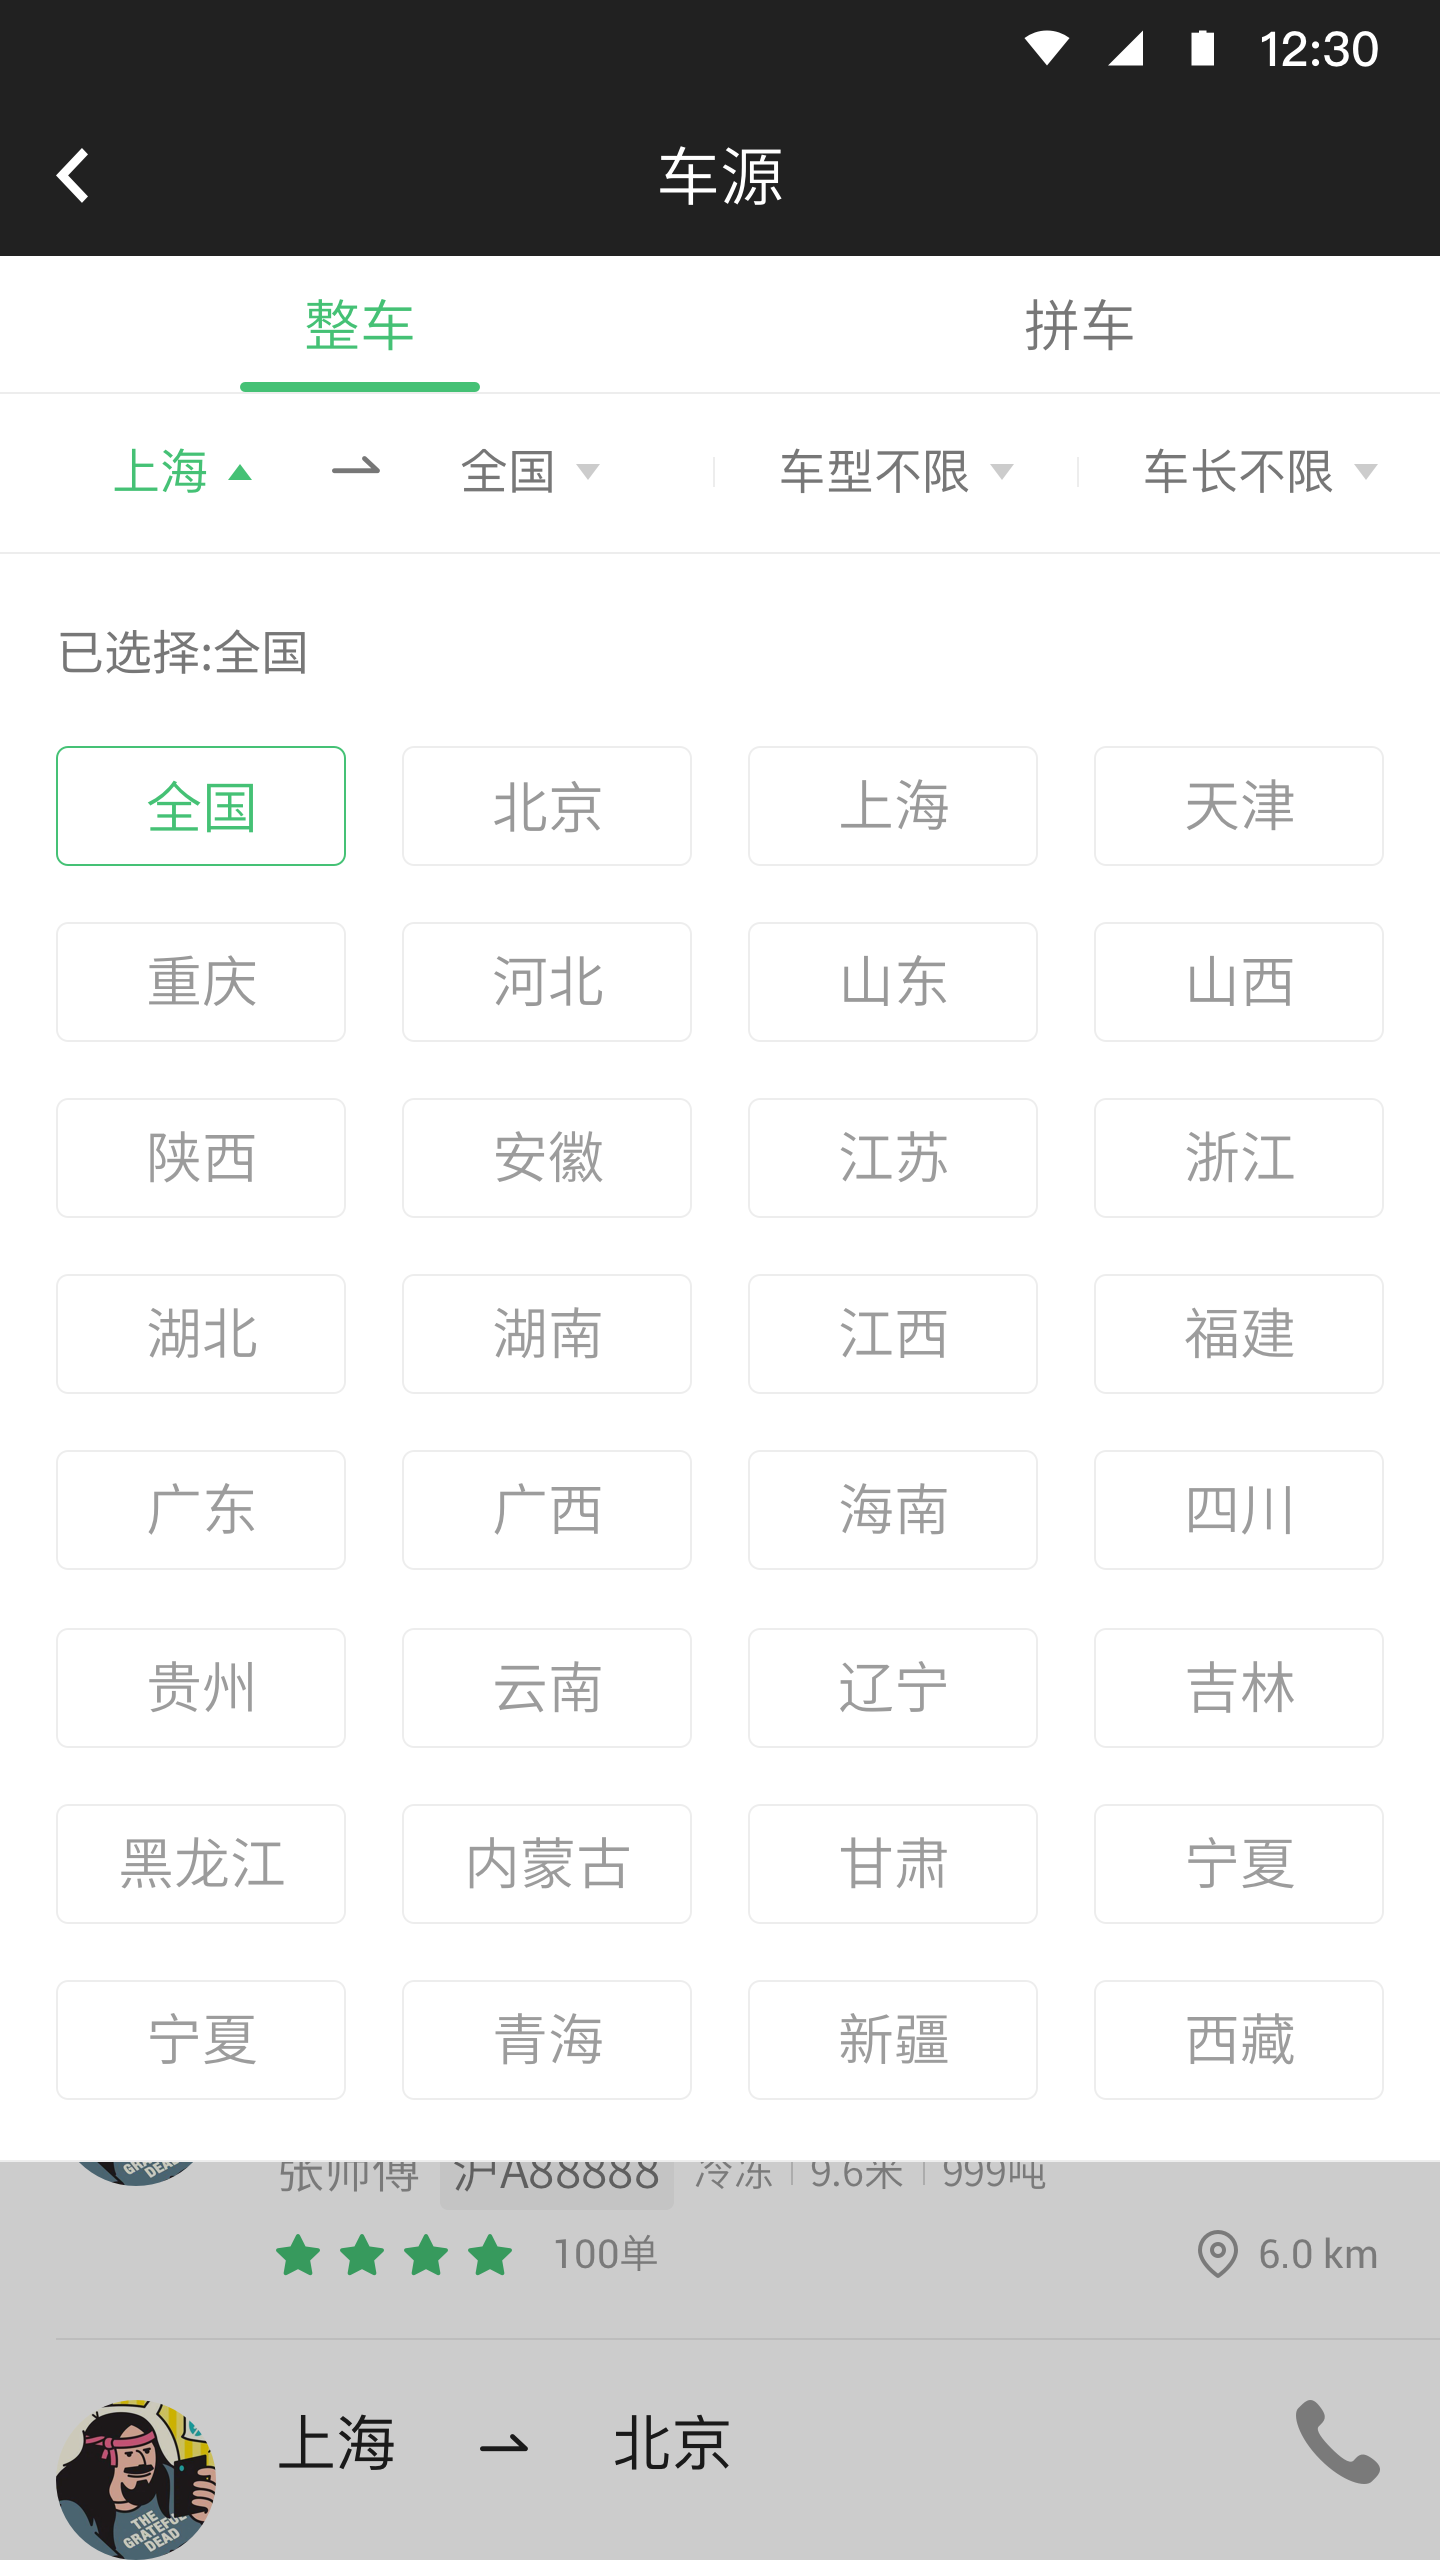 12:30
车源
整车 拼车
上海 全国 车型不限 车长不限
已选择:全国
全国 北京 上海 天津
重庆 河北 山东 山西
陕西 安徽 江苏 浙江
湖北 湖南 江西 福建
广东 广西 海南 四川
贵州 云南 辽宁 吉林
黑龙江 内蒙古 甘肃 宁夏
宁夏 青海 新疆 西藏
张师傅 沪A88888 冷冻 9.6米 999吨
100单 6.0 km
上海 北京
THE
GRATEFUL
DEAD